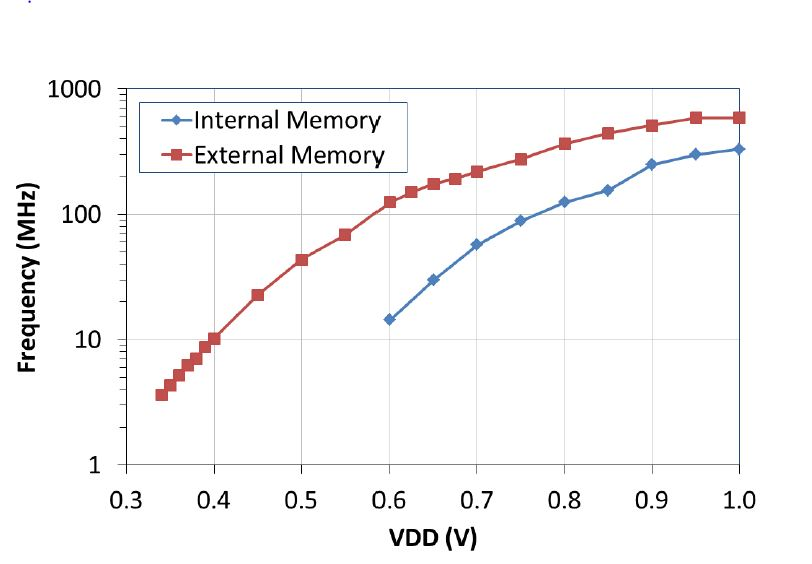 1000
Internal Memory
External Memory
100
10
1
Frequency (MHz)
0.3 0.4 0.5 0.6 0.7 0.8 0.9 1.0
VDD (V)